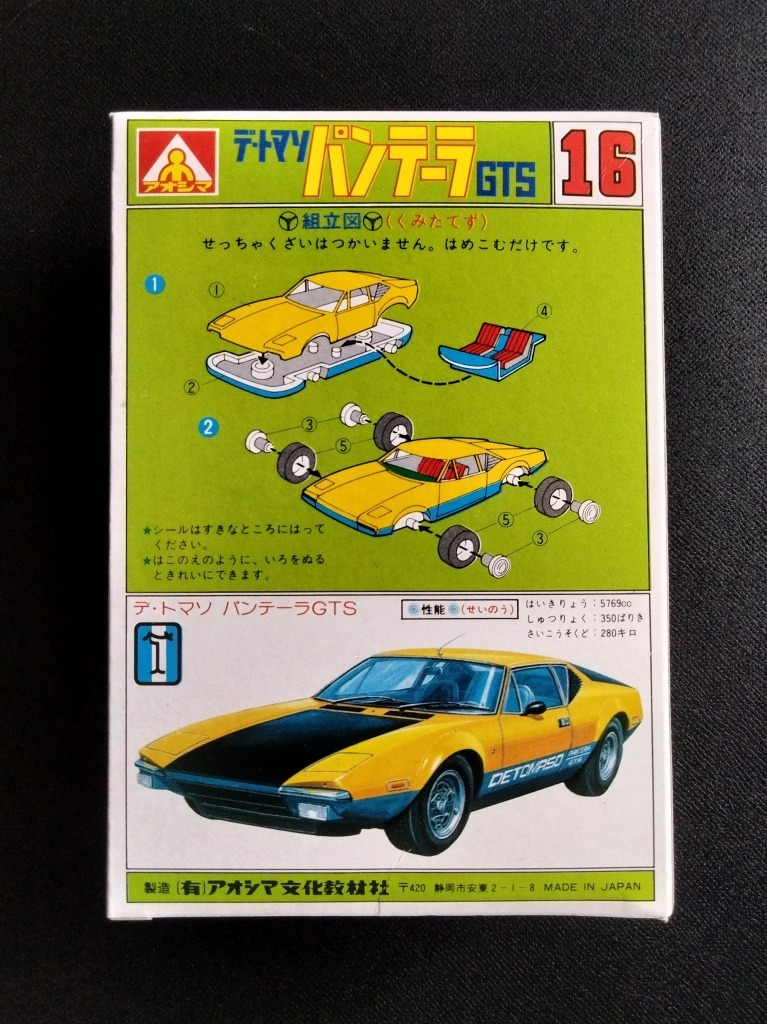 アオシマ
デ・トマソ パンテーラ GTS
16
組立図(くみたてず)
せっちゃくざいはつかいません。はめこむだけです。
1
①
②
④
2
③
⑤
⑤
③
★シールはすきなところにはって
ください。
★はこのえのように、いろをぬる
ときれいにできます。
デ・トマソ パンテーラGTS
性能(せいのう)
はいきりょう:5769cc
しゅつりょく:350ばりき
さいこうそくど:280キロ
DETOMASO PANTERA
GTS
製造 (有)アオシマ文化教材社 〒420 静岡市安東2-1-8 MADE IN JAPAN